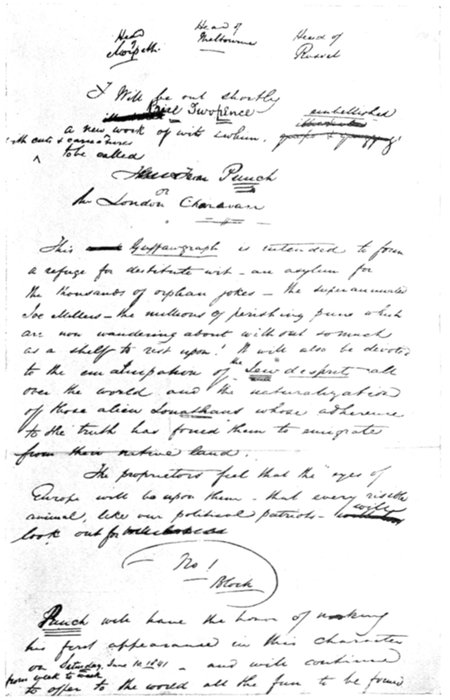 Head of Morpeth
Head of Melbourne
Head of Russel
Will be out shortly
Price Twopence
embellished
a new work of wit & whim.
with cuts & caricatures
to be called
Punch
or
the London Charavari
This Guffawgraph is intended to form
a refuge for destitute wit – an asylum for
the thousands of orphan jokes – the superannuated
Joe Millers – the millions of perishing puns which
are now wandering about without so much
as a shelf to rest upon! It will also be devoted
to the emancipation of the Jew d'esprits all
over the world and the naturalization
of those alien Jonathans whose adherence
to the truth has forced them to emigrate
from their native land.
The proprietors feel that the eyes of
Europe will be upon them – that every risible
animal, like our political patriots – will
look out for
No 1
Block
Punch will have the honor of making
his first appearance in this character
on Saturday, June 10th 41 – and will continue
from week to week
to offer to the world all the fun to be found